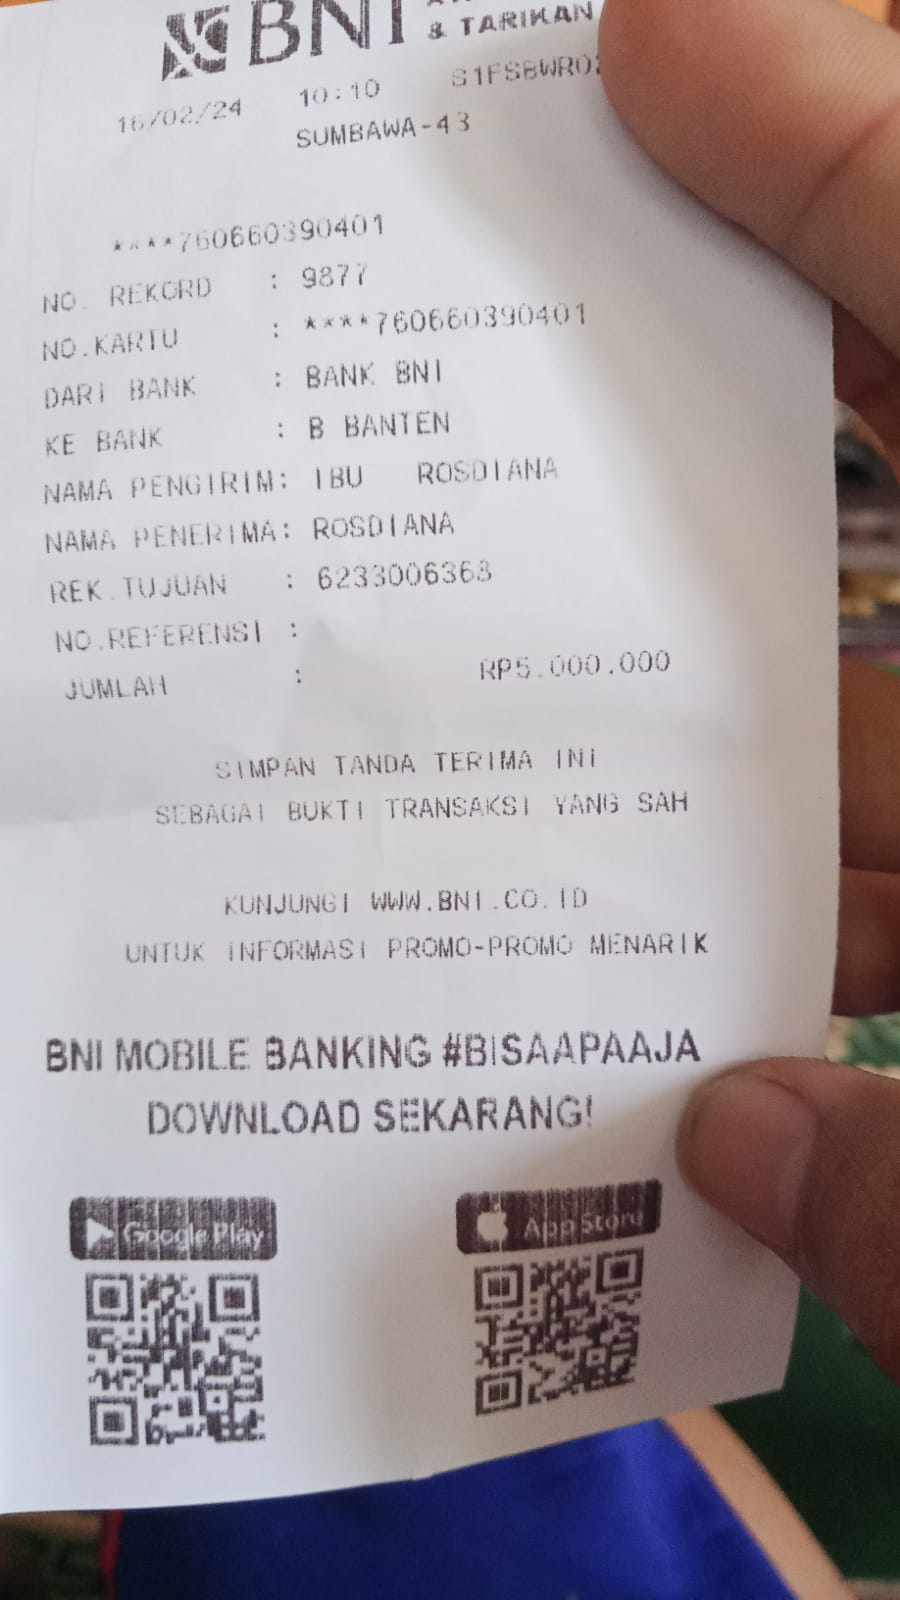 BNI
& TARIKAN
16/02/24 10:10
SUMBAWA-43
****760660390401
NO. REKORD : 9877
NO.KARTU : ****760660390401
DARI BANK : BANK BNI
KE BANK : B BANTEN
NAMA PENGIRIM: IBU ROSDIANA
NAMA PENERIMA: ROSDIANA
REK.TUJUAN : 6233006363
NO.REFERENSI :
JUMLAH : RP5.000.000
SIMPAN TANDA TERIMA INI
SEBAGAI BUKTI TRANSAKSI YANG SAH
KUNJUNGI WWW.BNI.CO.ID
UNTUK INFORMASI PROMO-PROMO MENARIK
BNI MOBILE BANKING #BISAAPAAJA
DOWNLOAD SEKARANG!
Google Play App Store